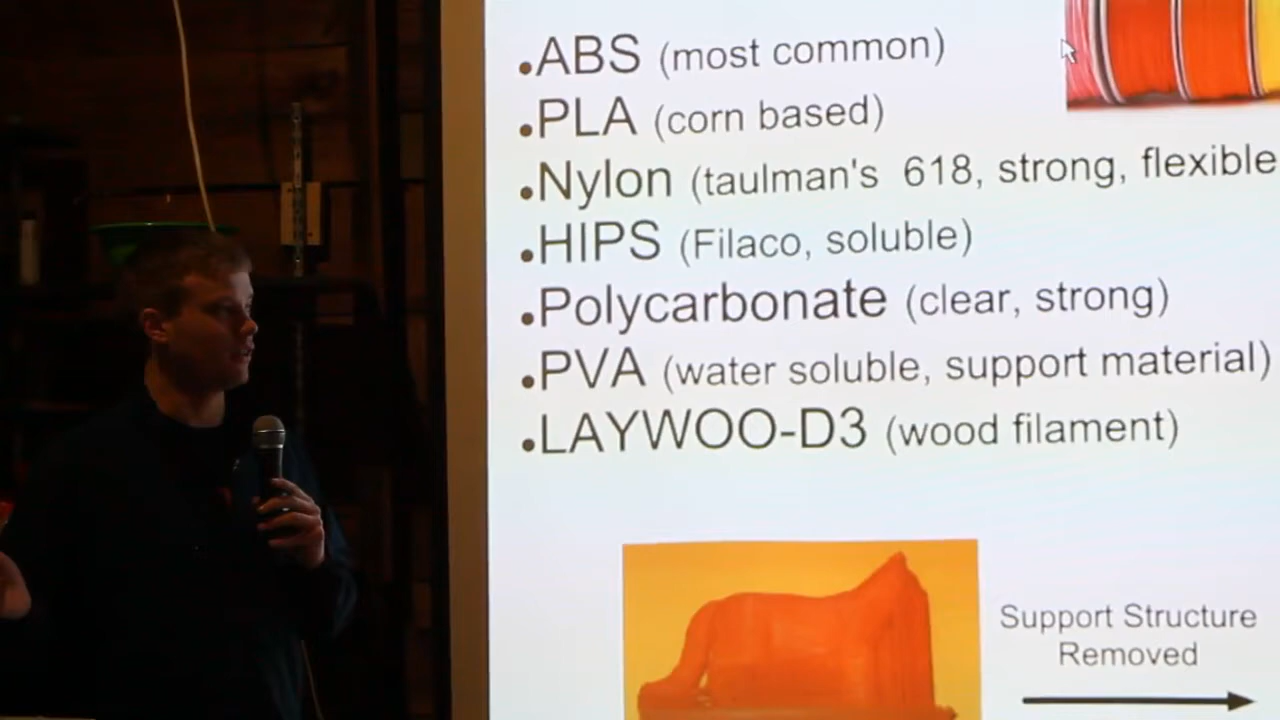 •ABS (most common)
•PLA (corn based)
•Nylon (taulman's 618, strong, flexible
•HIPS (Filaco, soluble)
•Polycarbonate (clear, strong)
•PVA (water soluble, support material)
•LAYWOO-D3 (wood filament)
Support Structure
Removed